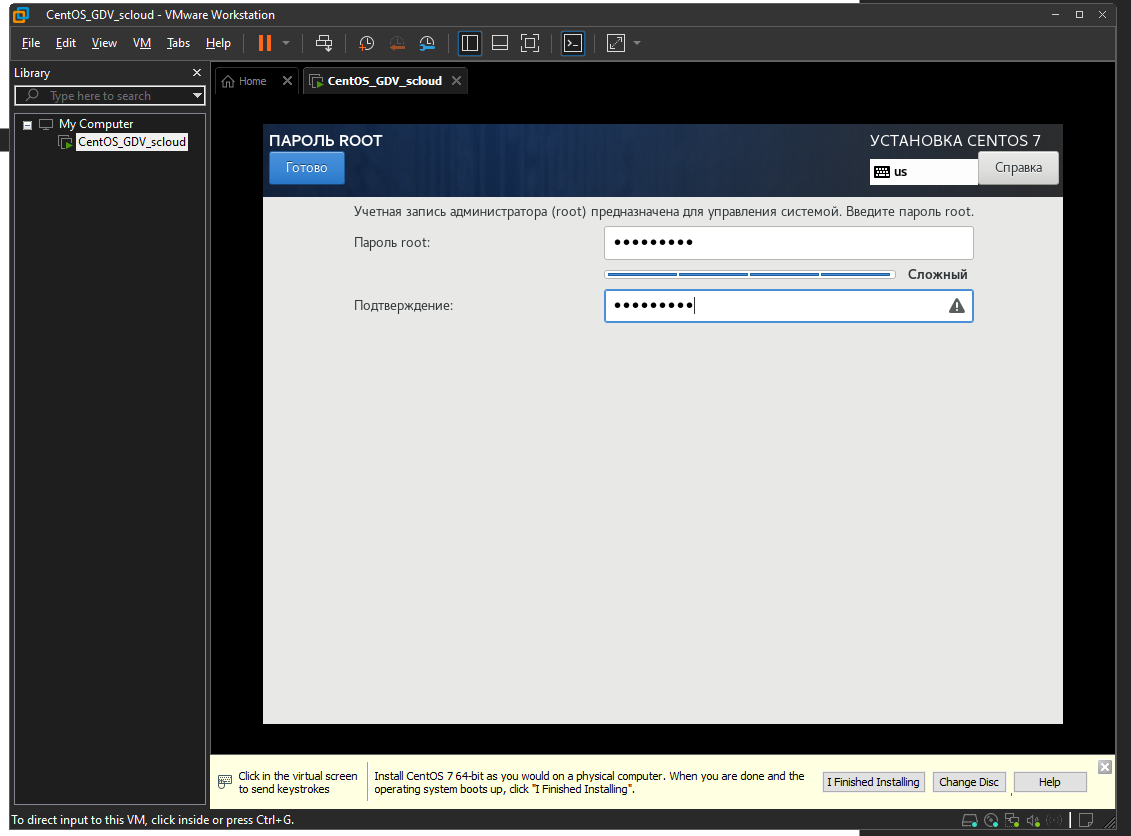 CentOS_GDV_scloud - VMware Workstation
File Edit View VM Tabs Help
Library
Home CentOS_GDV_scloud
Type here to search
My Computer
CentOS_GDV_scloud
ПАРОЛЬ ROOT
УСТАНОВКА CENTOS 7
Готово
us
Справка
Учетная запись администратора (root) предназначена для управления системой. Введите пароль root.
Пароль root: •••••••••
Сложный
Подтверждение: •••••••••
Click in the virtual screen
to send keystrokes
Install CentOS 7 64-bit as you would on a physical computer. When you are done and the
operating system boots up, click "I Finished Installing".
I Finished Installing
Change Disc
Help
To direct input to this VM, click inside or press Ctrl+G.